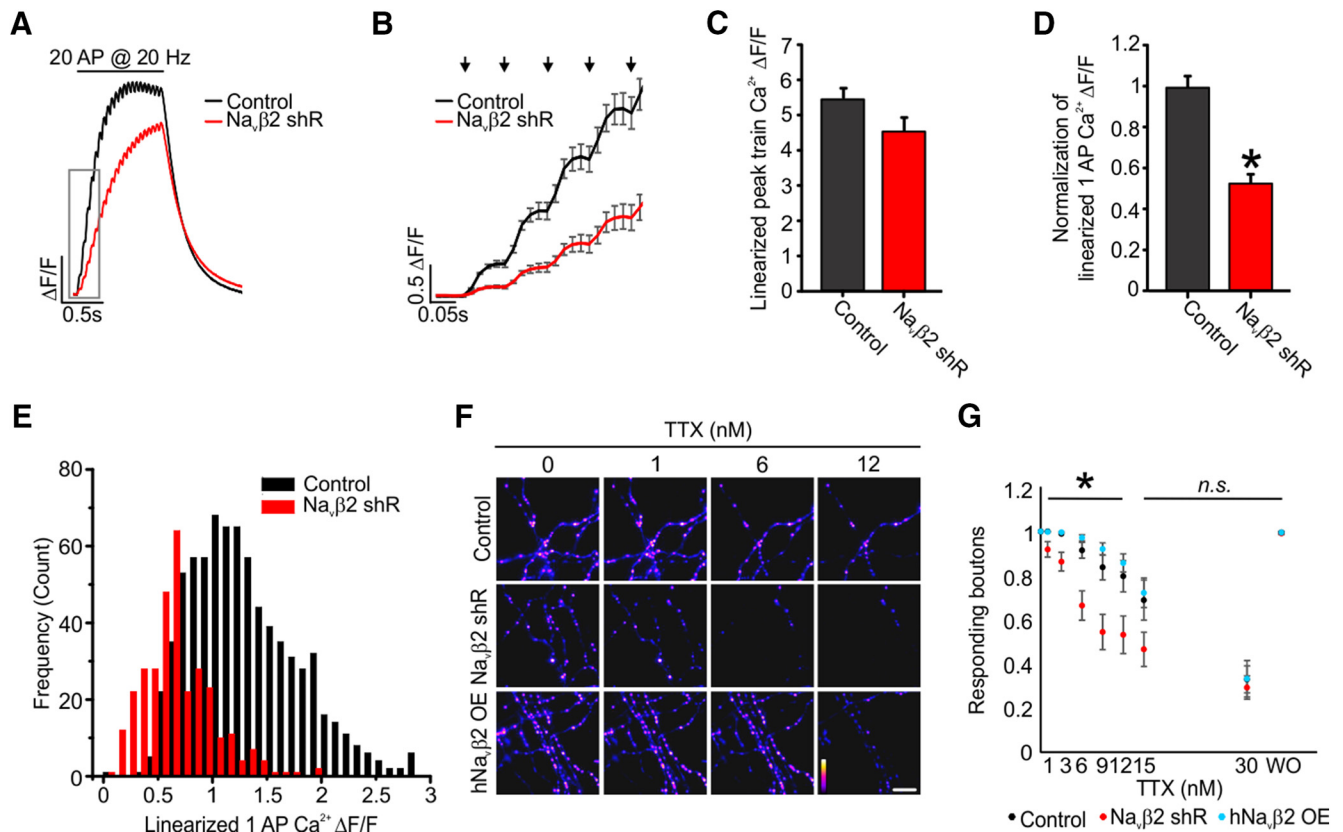 A
20 AP @ 20 Hz
Control
Naᵥβ2 shR
ΔF/F
0.5s
B
Control
Naᵥβ2 shR
0.5 ΔF/F
0.05s
C
Linearized peak train Ca²⁺ ΔF/F
7
6
5
4
3
2
1
0
Control
Naᵥβ2 shR
D
Normalization of
linearized 1 AP Ca²⁺ ΔF/F
1.2
1
0.8
0.6
0.4
0.2
0
*
Control
Naᵥβ2 shR
E
Frequency (Count)
80
60
40
20
0
Control
Naᵥβ2 shR
0 0.5 1 1.5 2 2.5 3
Linearized 1 AP Ca²⁺ ΔF/F
F
TTX (nM)
0 1 6 12
Control
Naᵥβ2 shR
hNaᵥβ2 OE
G
Responding boutons
1.2
1
0.8
0.6
0.4
0.2
0
*
n.s.
1 3 6 9 12 15 30 WO
TTX (nM)
Control Naᵥβ2 shR hNaᵥβ2 OE